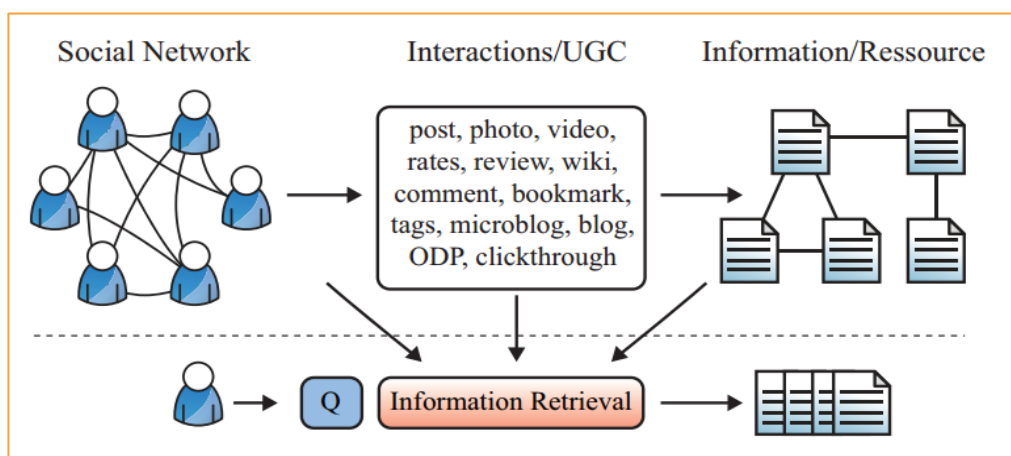 Social Network
Interactions/UGC
Information/Ressource
post, photo, video,
rates, review, wiki,
comment, bookmark,
tags, microblog, blog,
ODP, clickthrough
Q
Information Retrieval